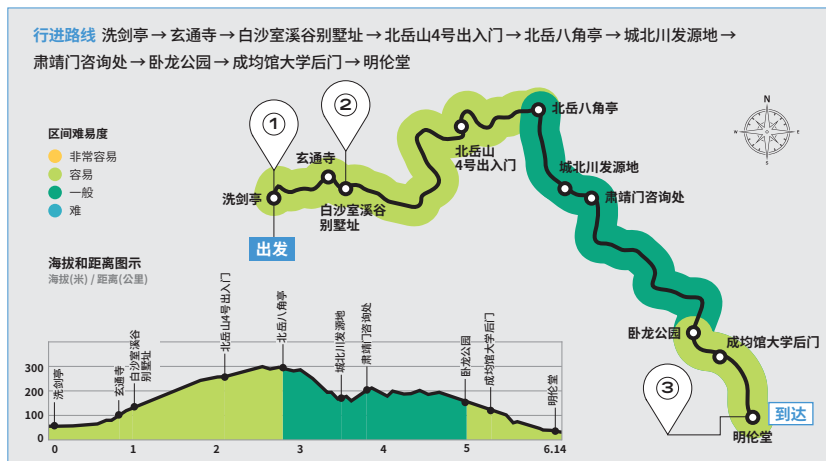 行进路线 洗剑亭→玄通寺→白沙室溪谷别墅址→北岳山4号出入门→北岳八角亭→城北川发源地→
肃靖门咨询处→卧龙公园→成均馆大学后门→明伦堂
N
W
E
S
区间难易度
非常容易
容易
一般
难
①
②
③
洗剑亭
玄通寺
白沙室溪谷
别墅址
北岳山
4号出入门
北岳八角亭
城北川发源地
肃靖门咨询处
卧龙公园
成均馆大学后门
明伦堂
出发
到达
海拔和距离图示
海拔(米) / 距离(公里)
洗剑亭
玄通寺
白沙室溪谷
别墅址
北岳山4号出入门
北岳八角亭
城北川发源地
肃靖门咨询处
卧龙公园
成均馆大学后门
明伦堂
300
200
100
0
0 1 2 3 4 5 6.14